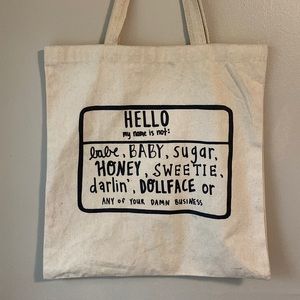 HELLO
my name is not:
babe, BABY, sugar,
HONEY, SWEETIE,
darlin', DOLLFACE or
ANY OF YOUR DAMN BUSINESS